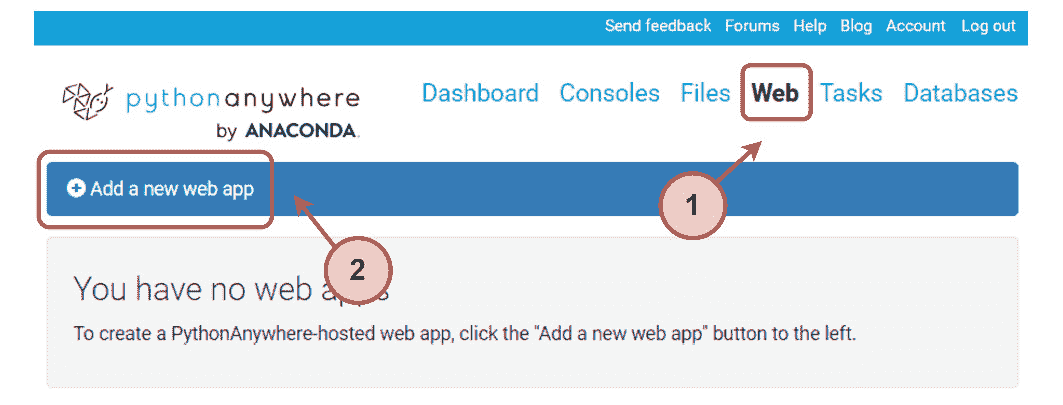 Send feedback Forums Help Blog Account Log out
pythonanywhere
by ANACONDA.
Dashboard Consoles Files Web Tasks Databases
1
Add a new web app
2
You have no web apps
To create a PythonAnywhere-hosted web app, click the "Add a new web app" button to the left.